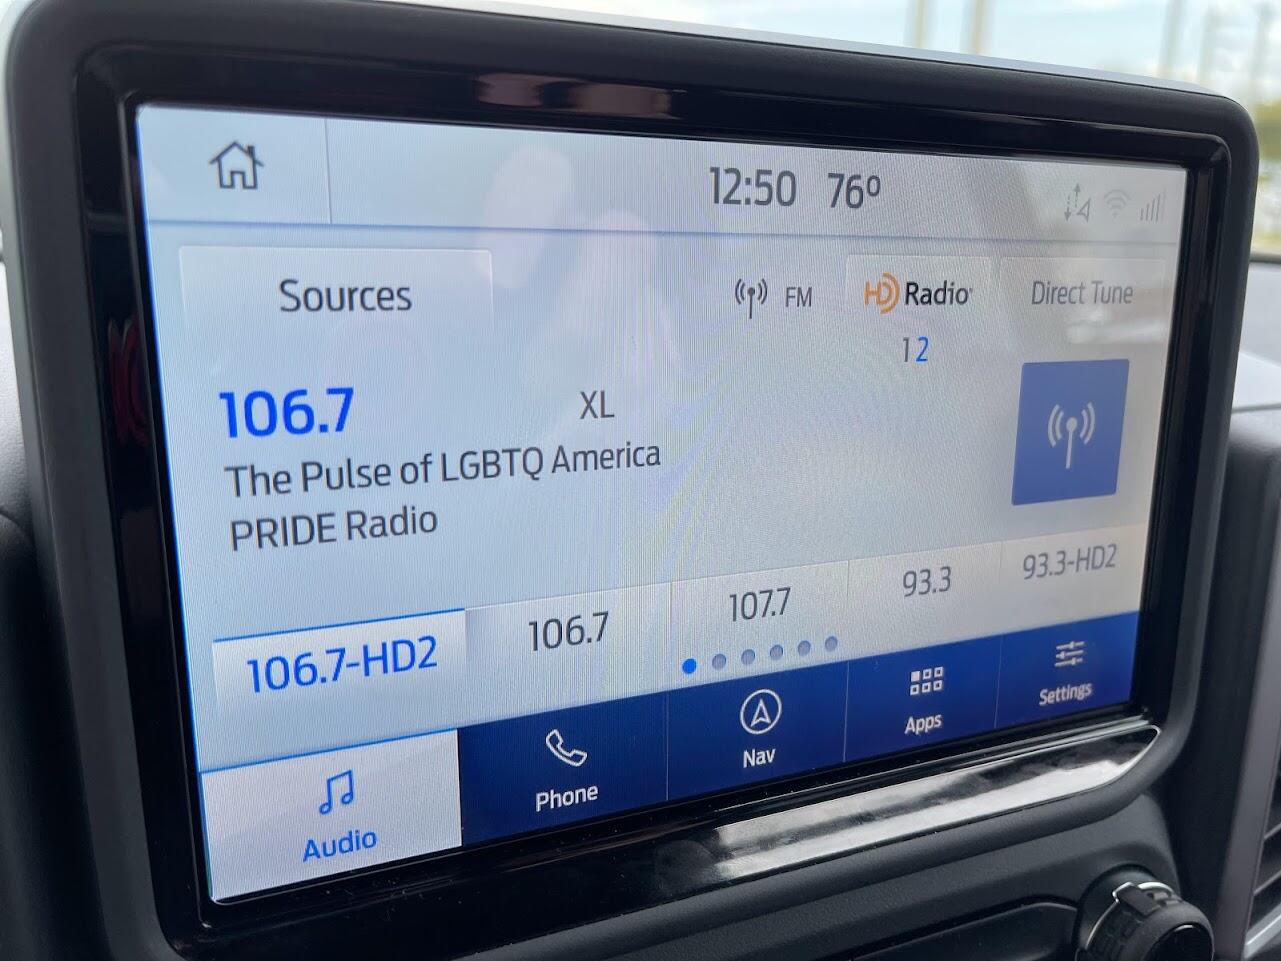 12:50 76°
Sources
FM
HD Radio
Direct Tune
1 2
106.7
XL
The Pulse of LGBTQ America
PRIDE Radio
106.7-HD2
106.7
107.7
93.3
93.3-HD2
Audio
Phone
Nav
Apps
Settings